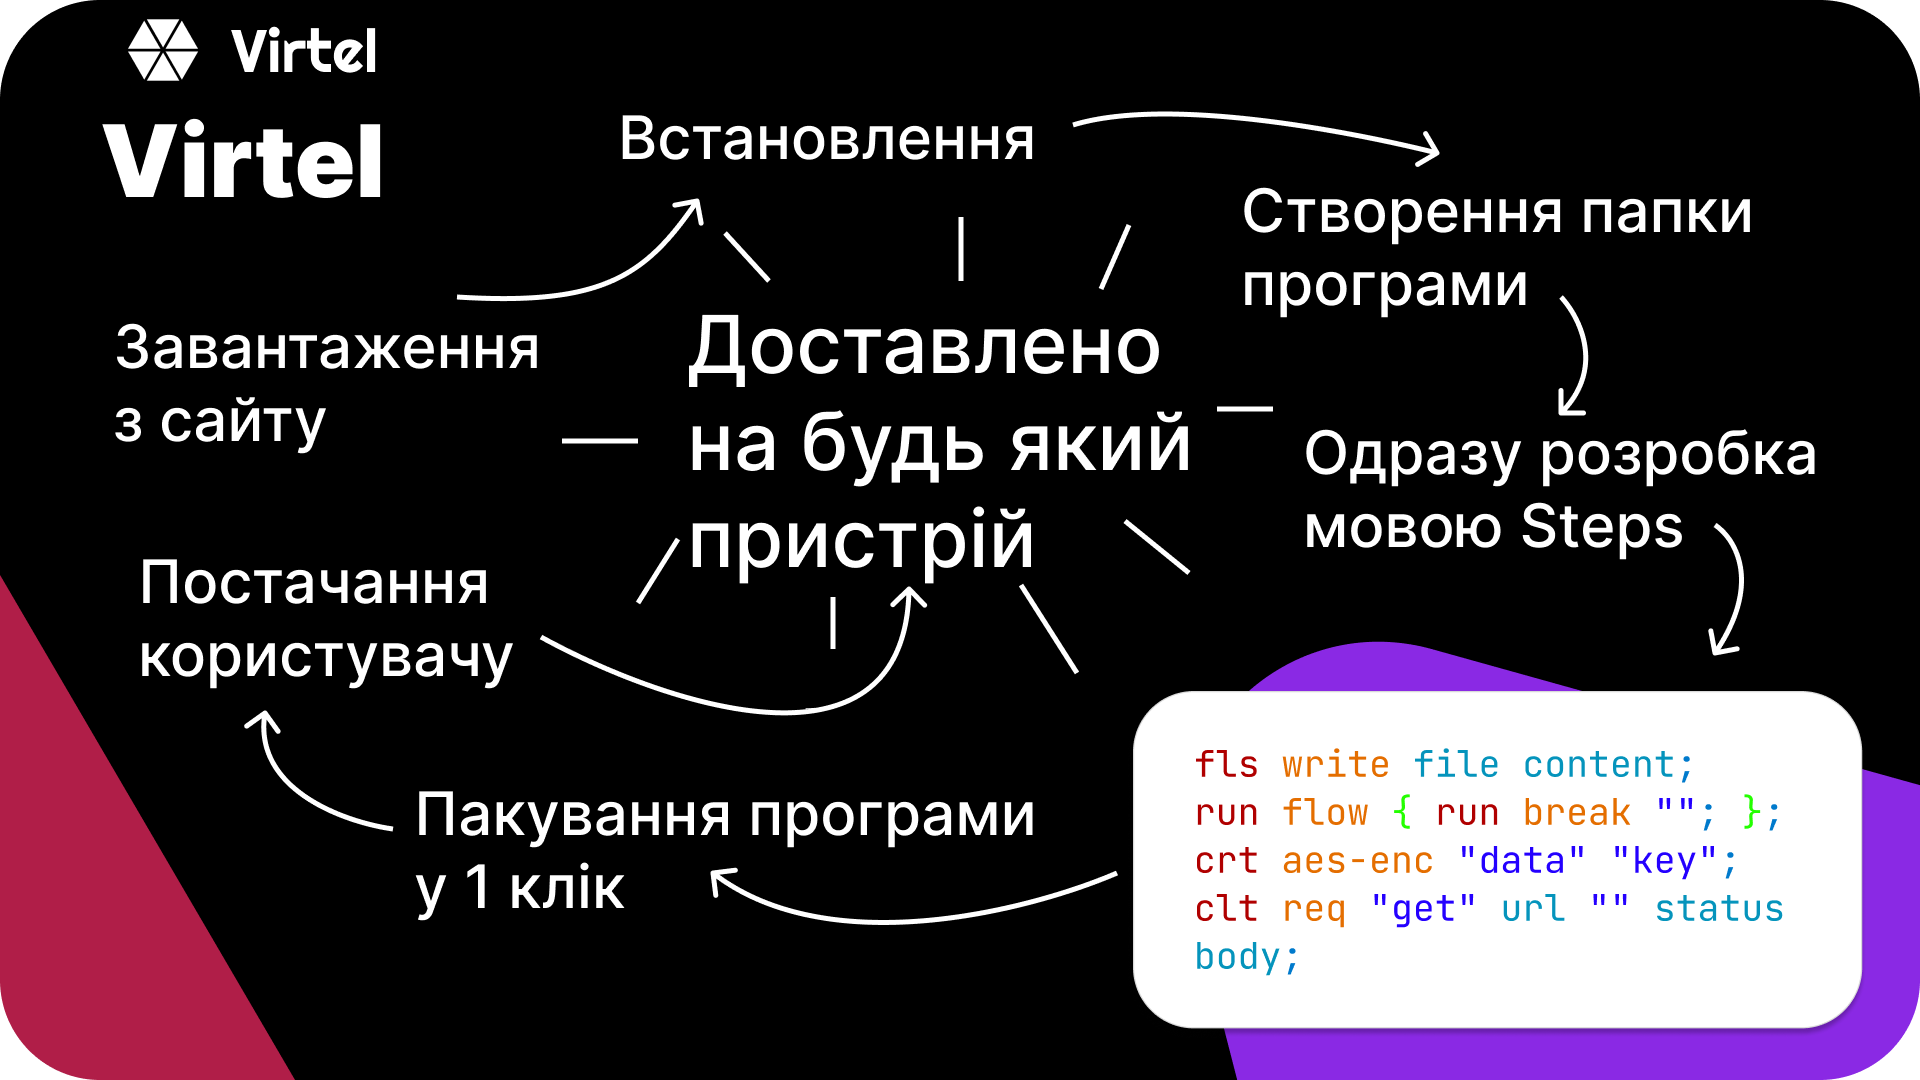 Virtel
Virtel
Встановлення
Створення папки
програми
Завантаження
з сайту
Доставлено
на будь який
пристрій
Одразу розробка
мовою Steps
Постачання
користувачу
Пакування програми
у 1 клік
fls write file content;
run flow { run break ""; };
crt aes-enc "data" "key";
clt req "get" url "" status
body;